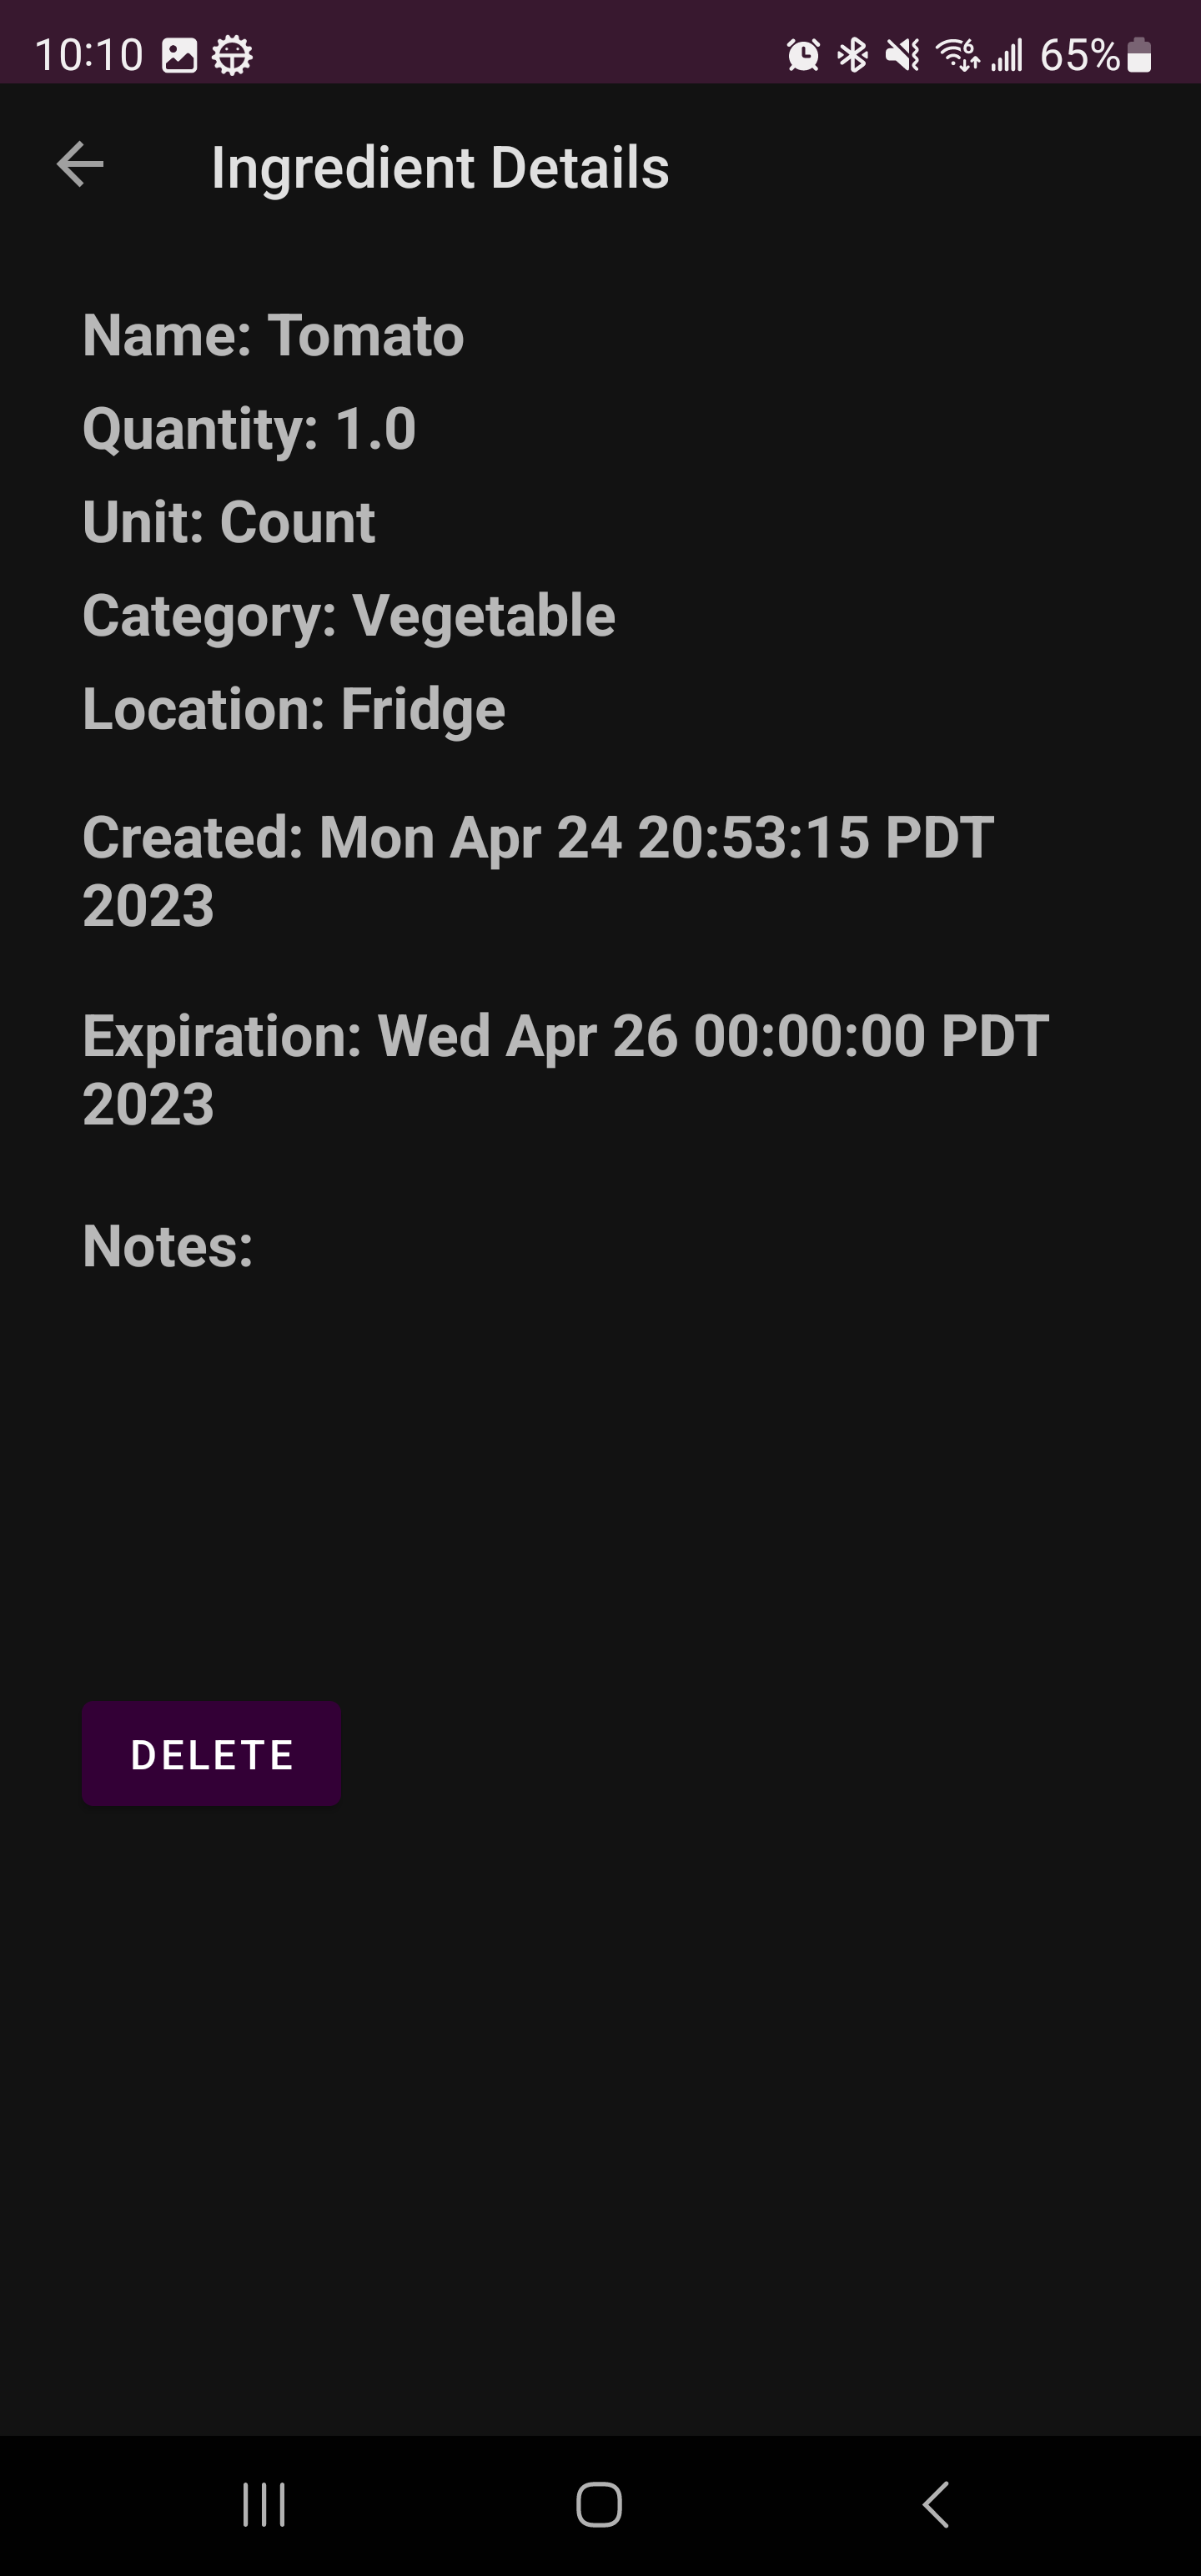 10:10 65%
Ingredient Details
Name: Tomato
Quantity: 1.0
Unit: Count
Category: Vegetable
Location: Fridge
Created: Mon Apr 24 20:53:15 PDT
2023
Expiration: Wed Apr 26 00:00:00 PDT
2023
Notes:
DELETE